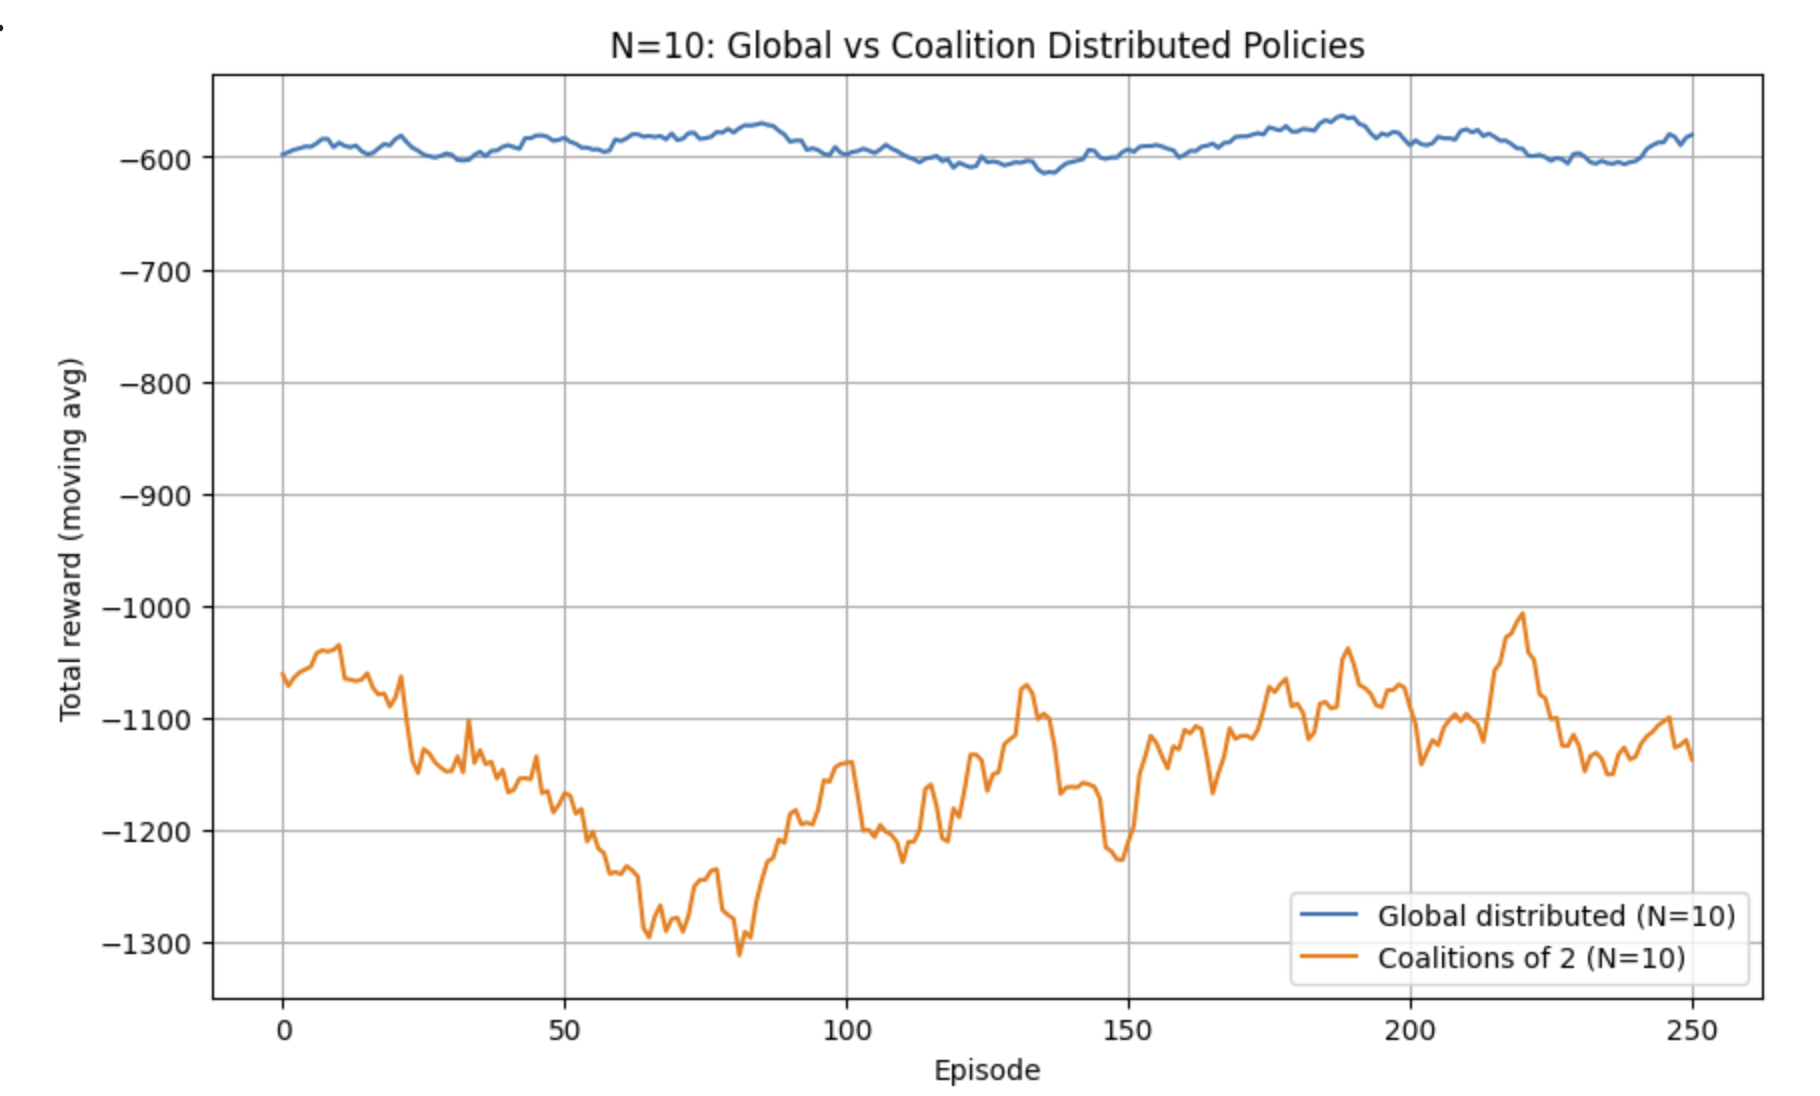 N=10: Global vs Coalition Distributed Policies
Total reward (moving avg)
−600
−700
−800
−900
−1000
−1100
−1200
−1300
0 50 100 150 200 250
Episode
Global distributed (N=10)
Coalitions of 2 (N=10)